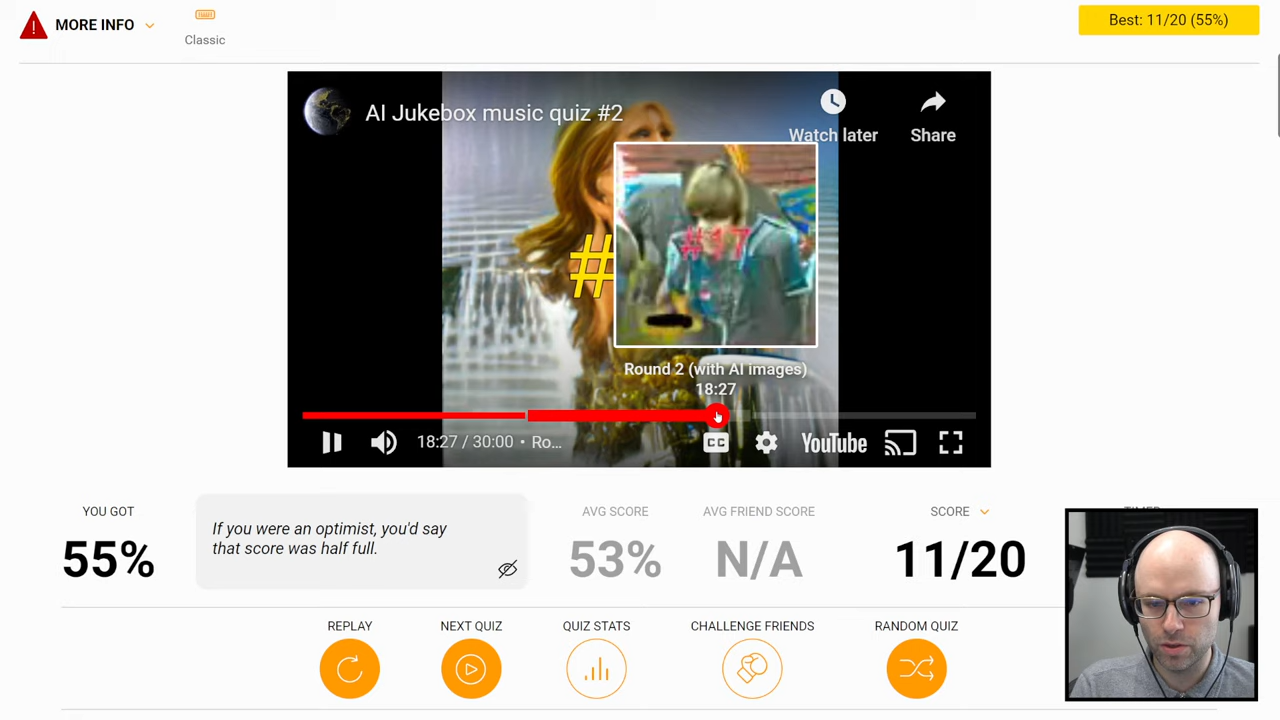 MORE INFO
Classic
Best: 11/20 (55%)
AI Jukebox music quiz #2
Watch later
Share
#
#17
Round 2 (with AI images)
18:27
18:27 / 30:00 • Ro...
CC
YouTube
YOU GOT
55%
If you were an optimist, you'd say
that score was half full.
AVG SCORE
53%
AVG FRIEND SCORE
N/A
SCORE
11/20
REPLAY
NEXT QUIZ
QUIZ STATS
CHALLENGE FRIENDS
RANDOM QUIZ